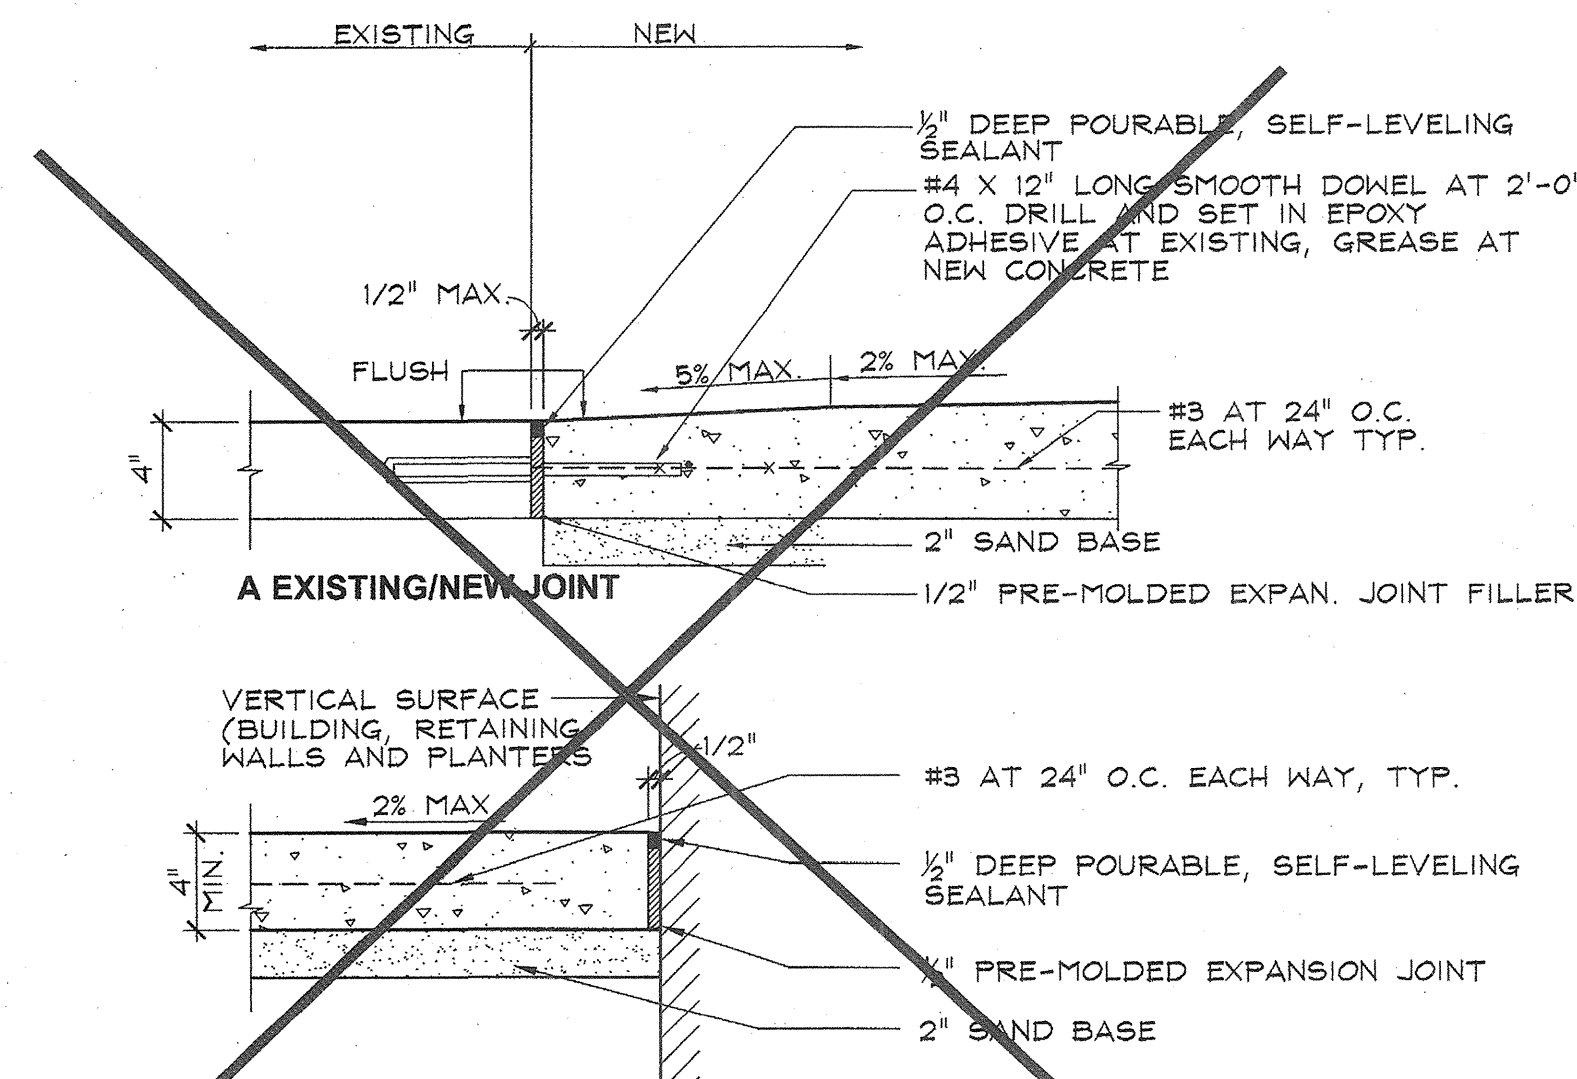 EXISTING
NEW
½" DEEP POURABLE, SELF-LEVELING
SEALANT
#4 X 12" LONG SMOOTH DOWEL AT 2'-0'
O.C. DRILL AND SET IN EPOXY
ADHESIVE AT EXISTING, GREASE AT
NEW CONCRETE
1/2" MAX.
FLUSH
5% MAX.
2% MAX.
#3 AT 24" O.C.
EACH WAY TYP.
4"
2" SAND BASE
A EXISTING/NEW JOINT
1/2" PRE-MOLDED EXPAN. JOINT FILLER
VERTICAL SURFACE
(BUILDING, RETAINING
WALLS AND PLANTERS
1/2"
#3 AT 24" O.C. EACH WAY, TYP.
2% MAX
4"
MIN.
½" DEEP POURABLE, SELF-LEVELING
SEALANT
½" PRE-MOLDED EXPANSION JOINT
2" SAND BASE